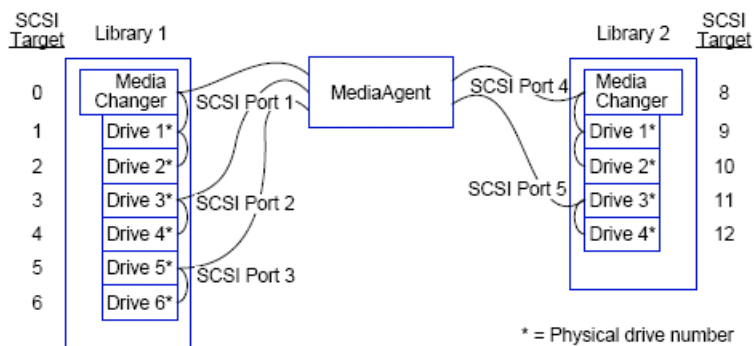 SCSI
Target
Library 1
Library 2
SCSI
Target
0
Media
Changer
SCSI Port 1
MediaAgent
SCSI Port 4
Media
Changer
8
1
Drive 1*
Drive 1*
9
2
Drive 2*
Drive 2*
10
3
Drive 3*
SCSI Port 2
SCSI Port 5
Drive 3*
11
4
Drive 4*
Drive 4*
12
5
Drive 5*
SCSI Port 3
6
Drive 6*
* = Physical drive number